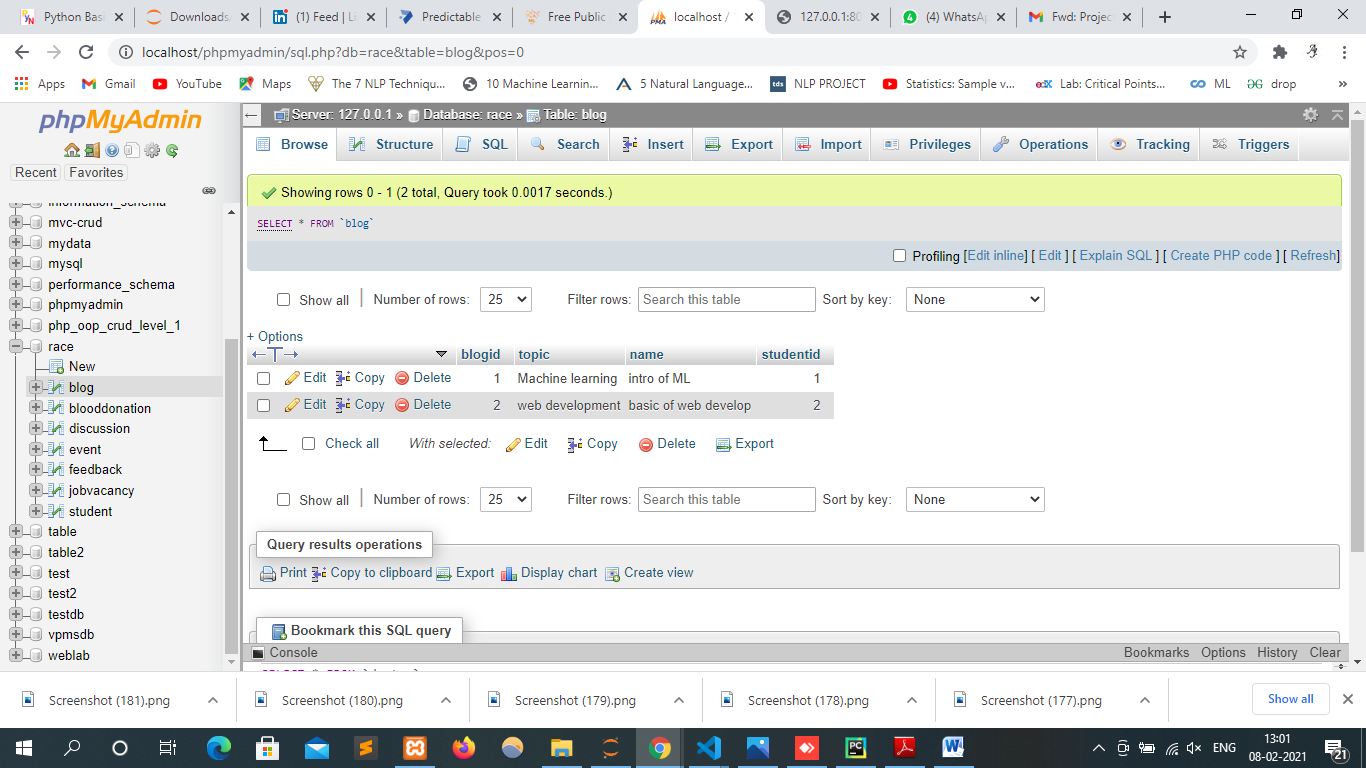 Python Bas
Downloads/
(1) Feed | Li
Predictable
Free Public
localhost /
127.0.0.1:80
(4) WhatsA
Fwd: Projec
localhost/phpmyadmin/sql.php?db=race&table=blog&pos=0
Apps
Gmail
YouTube
Maps
The 7 NLP Techniqu...
10 Machine Learnin...
5 Natural Language...
tds NLP PROJECT
Statistics: Sample v...
edX Lab: Critical Points...
ML
drop
»
phpMyAdmin
Recent Favorites
information_schema
mvc-crud
mydata
mysql
performance_schema
phpmyadmin
php_oop_crud_level_1
race
New
blog
blooddonation
discussion
event
feedback
jobvacancy
student
table
table2
test
test2
testdb
vpmsdb
weblab
Server: 127.0.0.1 » Database: race » Table: blog
Browse Structure SQL Search Insert Export Import Privileges Operations Tracking Triggers
Showing rows 0 - 1 (2 total, Query took 0.0017 seconds.)
SELECT * FROM `blog`
Profiling [Edit inline] [ Edit ] [ Explain SQL ] [ Create PHP code ] [ Refresh]
Show all | Number of rows: 25 Filter rows: Search this table Sort by key: None
+ Options
←T→ blogid topic name studentid
Edit Copy Delete 1 Machine learning intro of ML 1
Edit Copy Delete 2 web development basic of web develop 2
Check all With selected: Edit Copy Delete Export
Show all | Number of rows: 25 Filter rows: Search this table Sort by key: None
Query results operations
Print Copy to clipboard Export Display chart Create view
Bookmark this SQL query
Console Bookmarks Options History Clear
Screenshot (181).png
Screenshot (180).png
Screenshot (179).png
Screenshot (178).png
Screenshot (177).png
Show all
ENG
13:01
08-02-2021
21